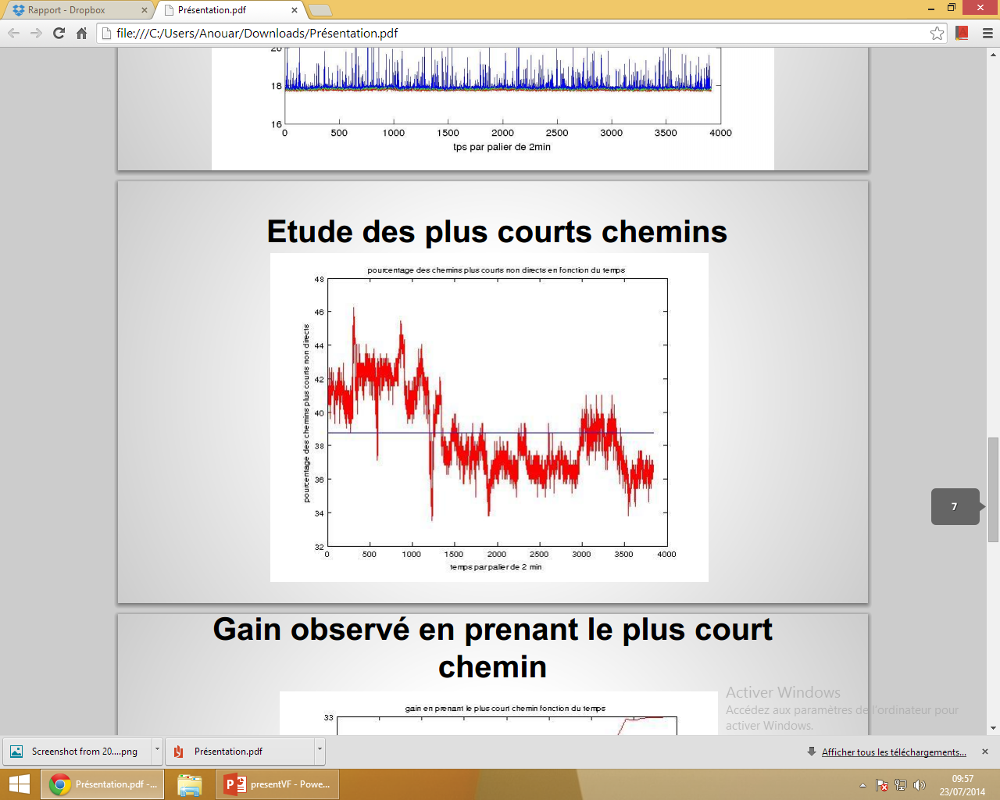 Rapport - Dropbox
Présentation.pdf
file:///C:/Users/Anouar/Downloads/Présentation.pdf
20
18
16
0 500 1000 1500 2000 2500 3000 3500 4000
tps par palier de 2min
Etude des plus courts chemins
pourcentage des chemins plus courts non directs en fonction du temps
48
46
44
42
40
38
36
34
32
pourcentage des chemins plus courts non directs
0 500 1000 1500 2000 2500 3000 3500 4000
temps par palier de 2 min
7
Gain observé en prenant le plus court
chemin
gain en prenant le plus court chemin fonction du temps
33
Activer Windows
Accédez aux paramètres de l'ordinateur pour
activer Windows.
Screenshot from 20....png
Présentation.pdf
Afficher tous les téléchargements...
Présentation.pdf -...
presentVF - Powe...
09:57
23/07/2014